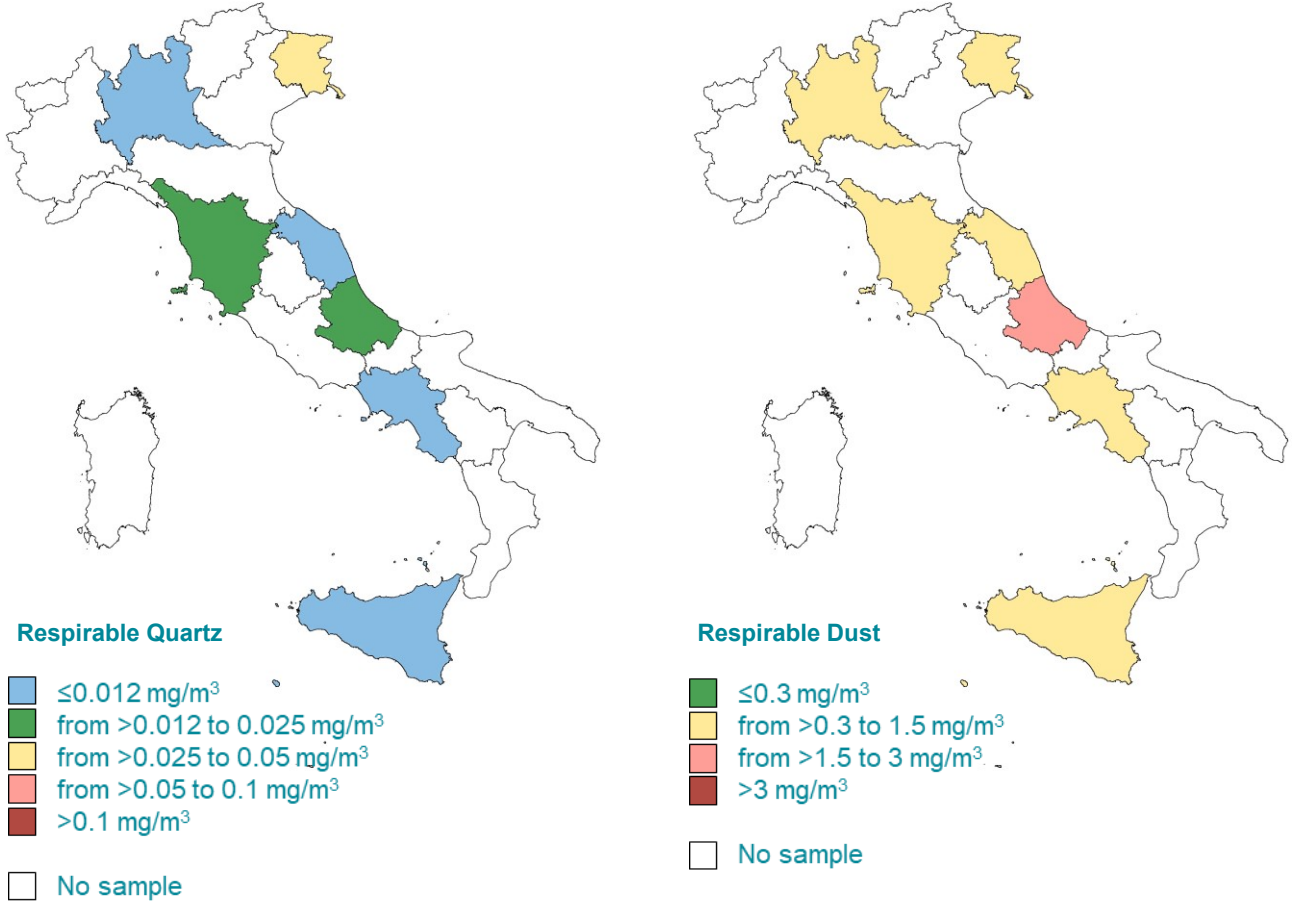 Respirable Quartz
≤0.012 mg/m³
from >0.012 to 0.025 mg/m³
from >0.025 to 0.05 mg/m³
from >0.05 to 0.1 mg/m³
>0.1 mg/m³
No sample
Respirable Dust
≤0.3 mg/m³
from >0.3 to 1.5 mg/m³
from >1.5 to 3 mg/m³
>3 mg/m³
No sample